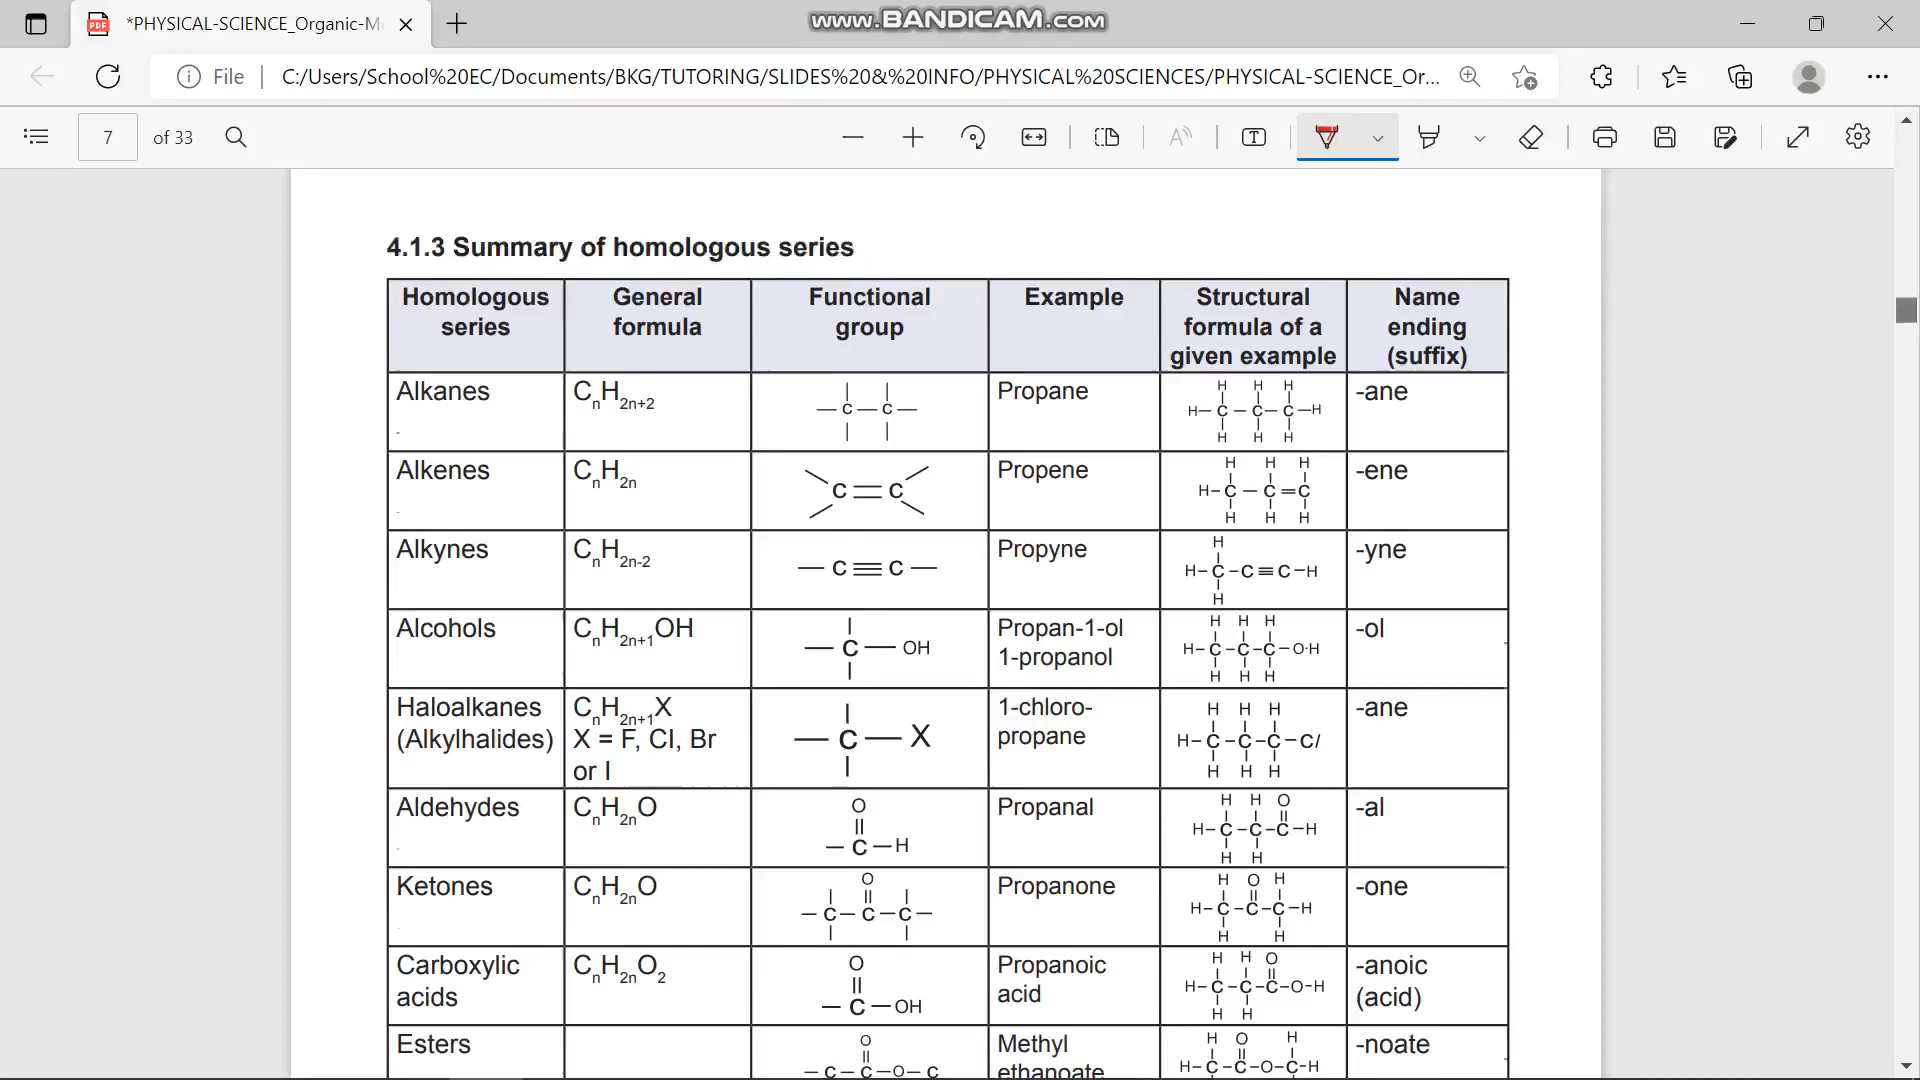 *PHYSICAL-SCIENCE_Organic-M
www.BANDICAM.com
File
C:/Users/School%20EC/Documents/BKG/TUTORING/SLIDES%20&%20INFO/PHYSICAL%20SCIENCES/PHYSICAL-SCIENCE_Or...
7 of 33
4.1.3 Summary of homologous series
Homologous series
General formula
Functional group
Example
Structural formula of a given example
Name ending (suffix)
Alkanes
CnH2n+2
—C—C—
Propane
H H H
H—C—C—C—H
H H H
-ane
Alkenes
CnH2n
C=C
Propene
H H H
H-C—C=C
H H H
-ene
Alkynes
CnH2n-2
—C≡C—
Propyne
H
H-C-C≡C-H
H
-yne
Alcohols
CnH2n+1OH
—C—OH
Propan-1-ol
1-propanol
H H H
H-C-C-C-O-H
H H H
-ol
Haloalkanes
(Alkylhalides)
CnH2n+1X
X = F, Cl, Br
or I
—C—X
1-chloro-
propane
H H H
H-C-C-C-Cl
H H H
-ane
Aldehydes
CnH2nO
O
—C—H
Propanal
H H O
H-C-C-C-H
H H
-al
Ketones
CnH2nO
O
—C—C—C—
Propanone
H O H
H-C-C-C-H
H H
-one
Carboxylic
acids
CnH2nO2
O
—C—OH
Propanoic
acid
H H O
H-C-C-C-O-H
H H
-anoic
(acid)
Esters
O
—C—C—O—C
Methyl
ethanoate
H O H
H-C-C-O-C-H
-noate